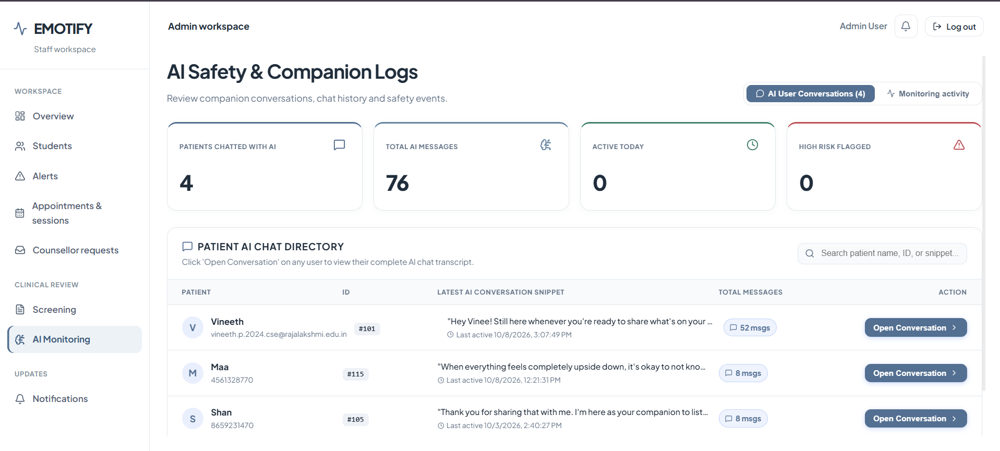 EMOTIFY
Staff workspace
WORKSPACE
Overview
Students
Alerts
Appointments &
sessions
Counsellor requests
CLINICAL REVIEW
Screening
AI Monitoring
UPDATES
Notifications
Admin workspace
Admin User
Log out
AI Safety & Companion Logs
Review companion conversations, chat history and safety events.
AI User Conversations (4)
Monitoring activity
PATIENTS CHATTED WITH AI
4
TOTAL AI MESSAGES
76
ACTIVE TODAY
0
HIGH RISK FLAGGED
0
PATIENT AI CHAT DIRECTORY
Click 'Open Conversation' on any user to view their complete AI chat transcript.
Search patient name, ID, or snippet...
PATIENT ID LATEST AI CONVERSATION SNIPPET TOTAL MESSAGES ACTION
Vineeth
vineeth.p.2024.cse@rajalakshmi.edu.in
#101
"Hey Vinee! Still here whenever you're ready to share what's on your ...
Last active 10/8/2026, 3:07:49 PM
52 msgs
Open Conversation
Maa
4561328770
#115
"When everything feels completely upside down, it's okay to not kno...
Last active 10/8/2026, 12:21:31 PM
8 msgs
Open Conversation
Shan
8659231470
#105
"Thank you for sharing that with me. I'm here as your companion to list...
Last active 10/3/2026, 2:40:27 PM
8 msgs
Open Conversation
M
S
V